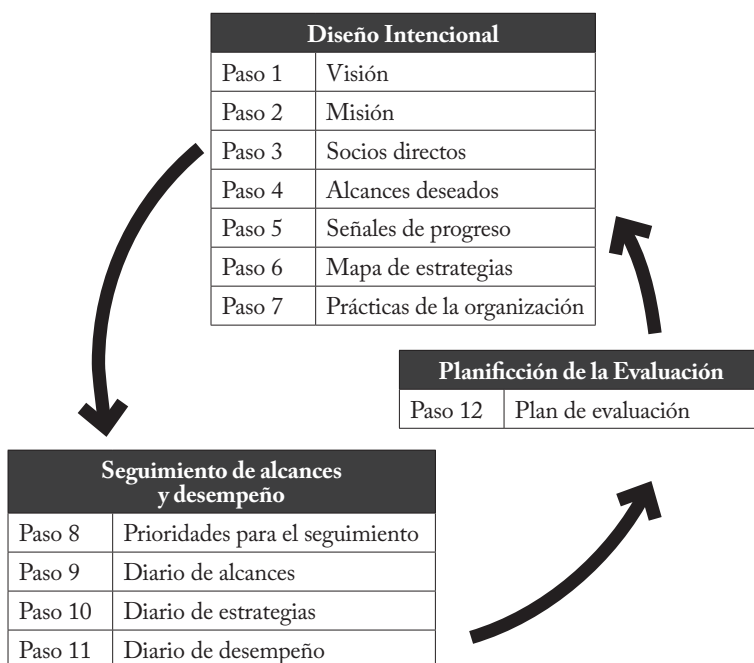 Diseño Intencional
Paso 1 Visión
Paso 2 Misión
Paso 3 Socios directos
Paso 4 Alcances deseados
Paso 5 Señales de progreso
Paso 6 Mapa de estrategias
Paso 7 Prácticas de la organización
Planificción de la Evaluación
Paso 12 Plan de evaluación
Seguimiento de alcances
y desempeño
Paso 8 Prioridades para el seguimiento
Paso 9 Diario de alcances
Paso 10 Diario de estrategias
Paso 11 Diario de desempeño